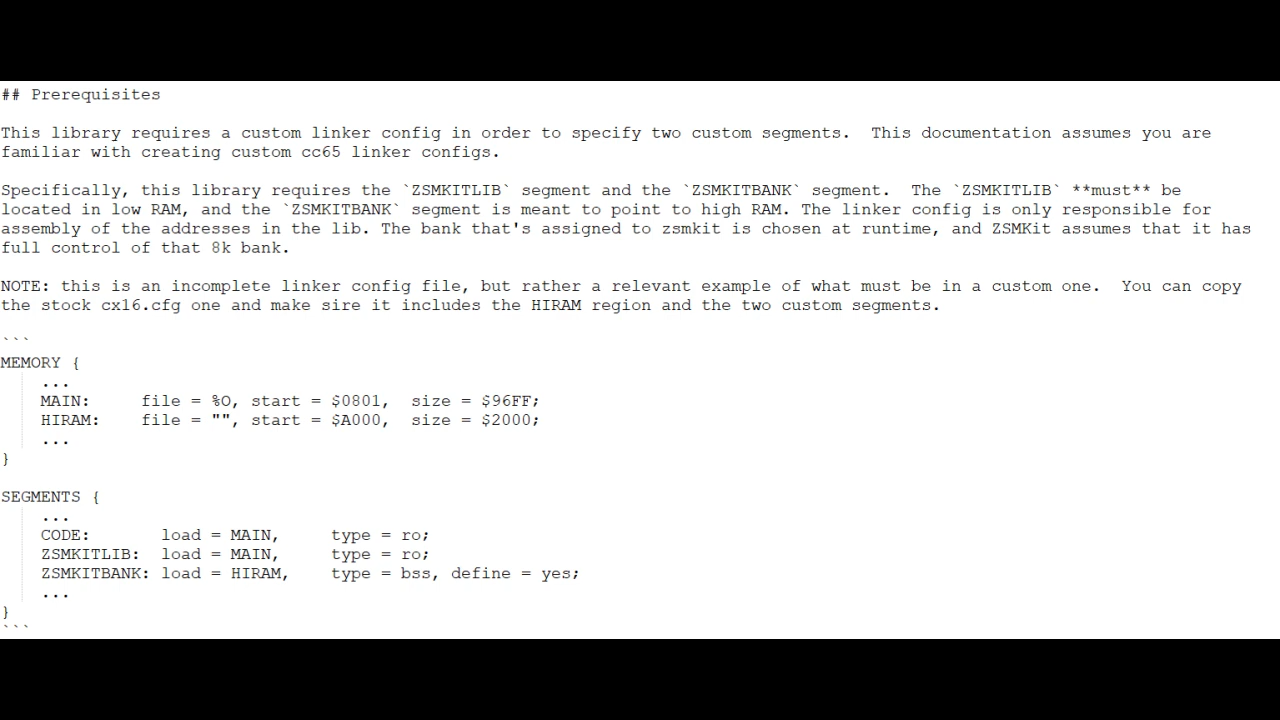 ## Prerequisites
This library requires a custom linker config in order to specify two custom segments.  This documentation assumes you are
familiar with creating custom cc65 linker configs.
Specifically, this library requires the `ZSMKITLIB` segment and the `ZSMKITBANK` segment.  The `ZSMKITLIB` **must** be
located in low RAM, and the `ZSMKITBANK` segment is meant to point to high RAM. The linker config is only responsible for
assembly of the addresses in the lib. The bank that's assigned to zsmkit is chosen at runtime, and ZSMKit assumes that it has
full control of that 8k bank.
NOTE: this is an incomplete linker config file, but rather a relevant example of what must be in a custom one.  You can copy
the stock cx16.cfg one and make sire it includes the HIRAM region and the two custom segments.
```
MEMORY {
    ...
    MAIN:     file = %O, start = $0801,  size = $96FF;
    HIRAM:    file = "", start = $A000,  size = $2000;
    ...
}
SEGMENTS {
    ...
    CODE:       load = MAIN,     type = ro;
    ZSMKITLIB:  load = MAIN,     type = ro;
    ZSMKITBANK: load = HIRAM,    type = bss, define = yes;
    ...
}
```